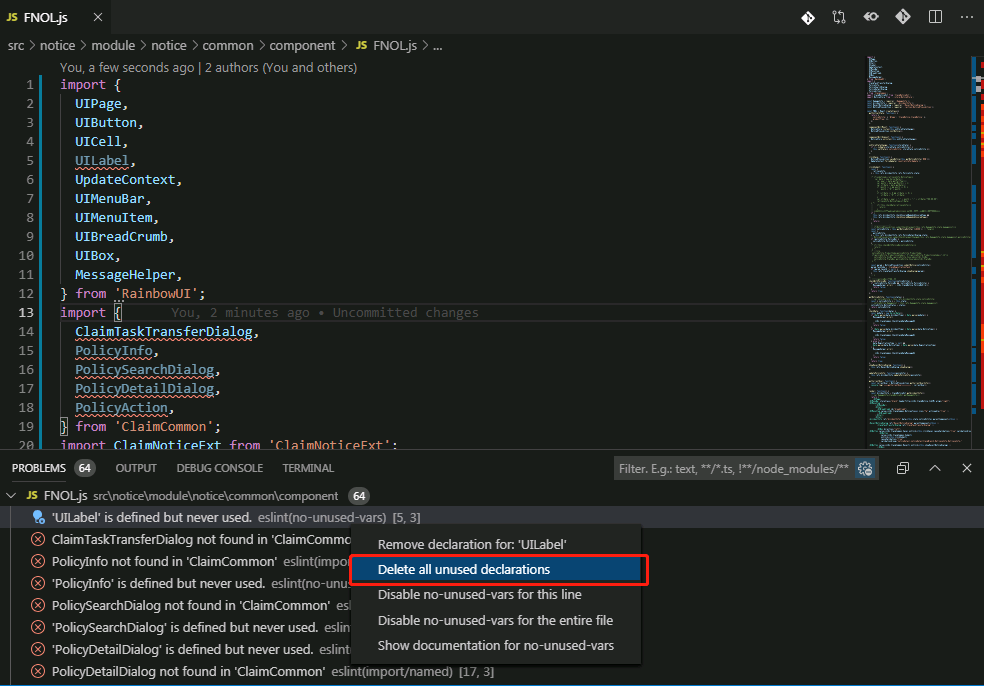 JS FNOL.js
src > notice > module > notice > common > component > JS FNOL.js > ...
You, a few seconds ago | 2 authors (You and others)
1 import {
2 UIPage,
3 UIButton,
4 UICell,
5 UILabel,
6 UpdateContext,
7 UIMenuBar,
8 UIMenuItem,
9 UIBreadCrumb,
10 UIBox,
11 MessageHelper,
12 } from 'RainbowUI';
13 import { You, 2 minutes ago • Uncommitted changes
14 ClaimTaskTransferDialog,
15 PolicyInfo,
16 PolicySearchDialog,
17 PolicyDetailDialog,
18 PolicyAction,
19 } from 'ClaimCommon';
20 import ClaimNoticeExt from 'ClaimNoticeExt';
PROBLEMS 64 OUTPUT DEBUG CONSOLE TERMINAL Filter. E.g.: text, **/*.ts, !**/node_modules/**
JS FNOL.js src\notice\module\notice\common\component 64
'UILabel' is defined but never used. eslint(no-unused-vars) [5, 3]
ClaimTaskTransferDialog not found in 'ClaimCommo
PolicyInfo not found in 'ClaimCommon' eslint(impor
'PolicyInfo' is defined but never used. eslint(no-unus
PolicySearchDialog not found in 'ClaimCommon' esl
'PolicySearchDialog' is defined but never used. eslin
'PolicyDetailDialog' is defined but never used. eslint
PolicyDetailDialog not found in 'ClaimCommon' eslint(import/named) [17, 3]
Remove declaration for: 'UILabel'
Delete all unused declarations
Disable no-unused-vars for this line
Disable no-unused-vars for the entire file
Show documentation for no-unused-vars